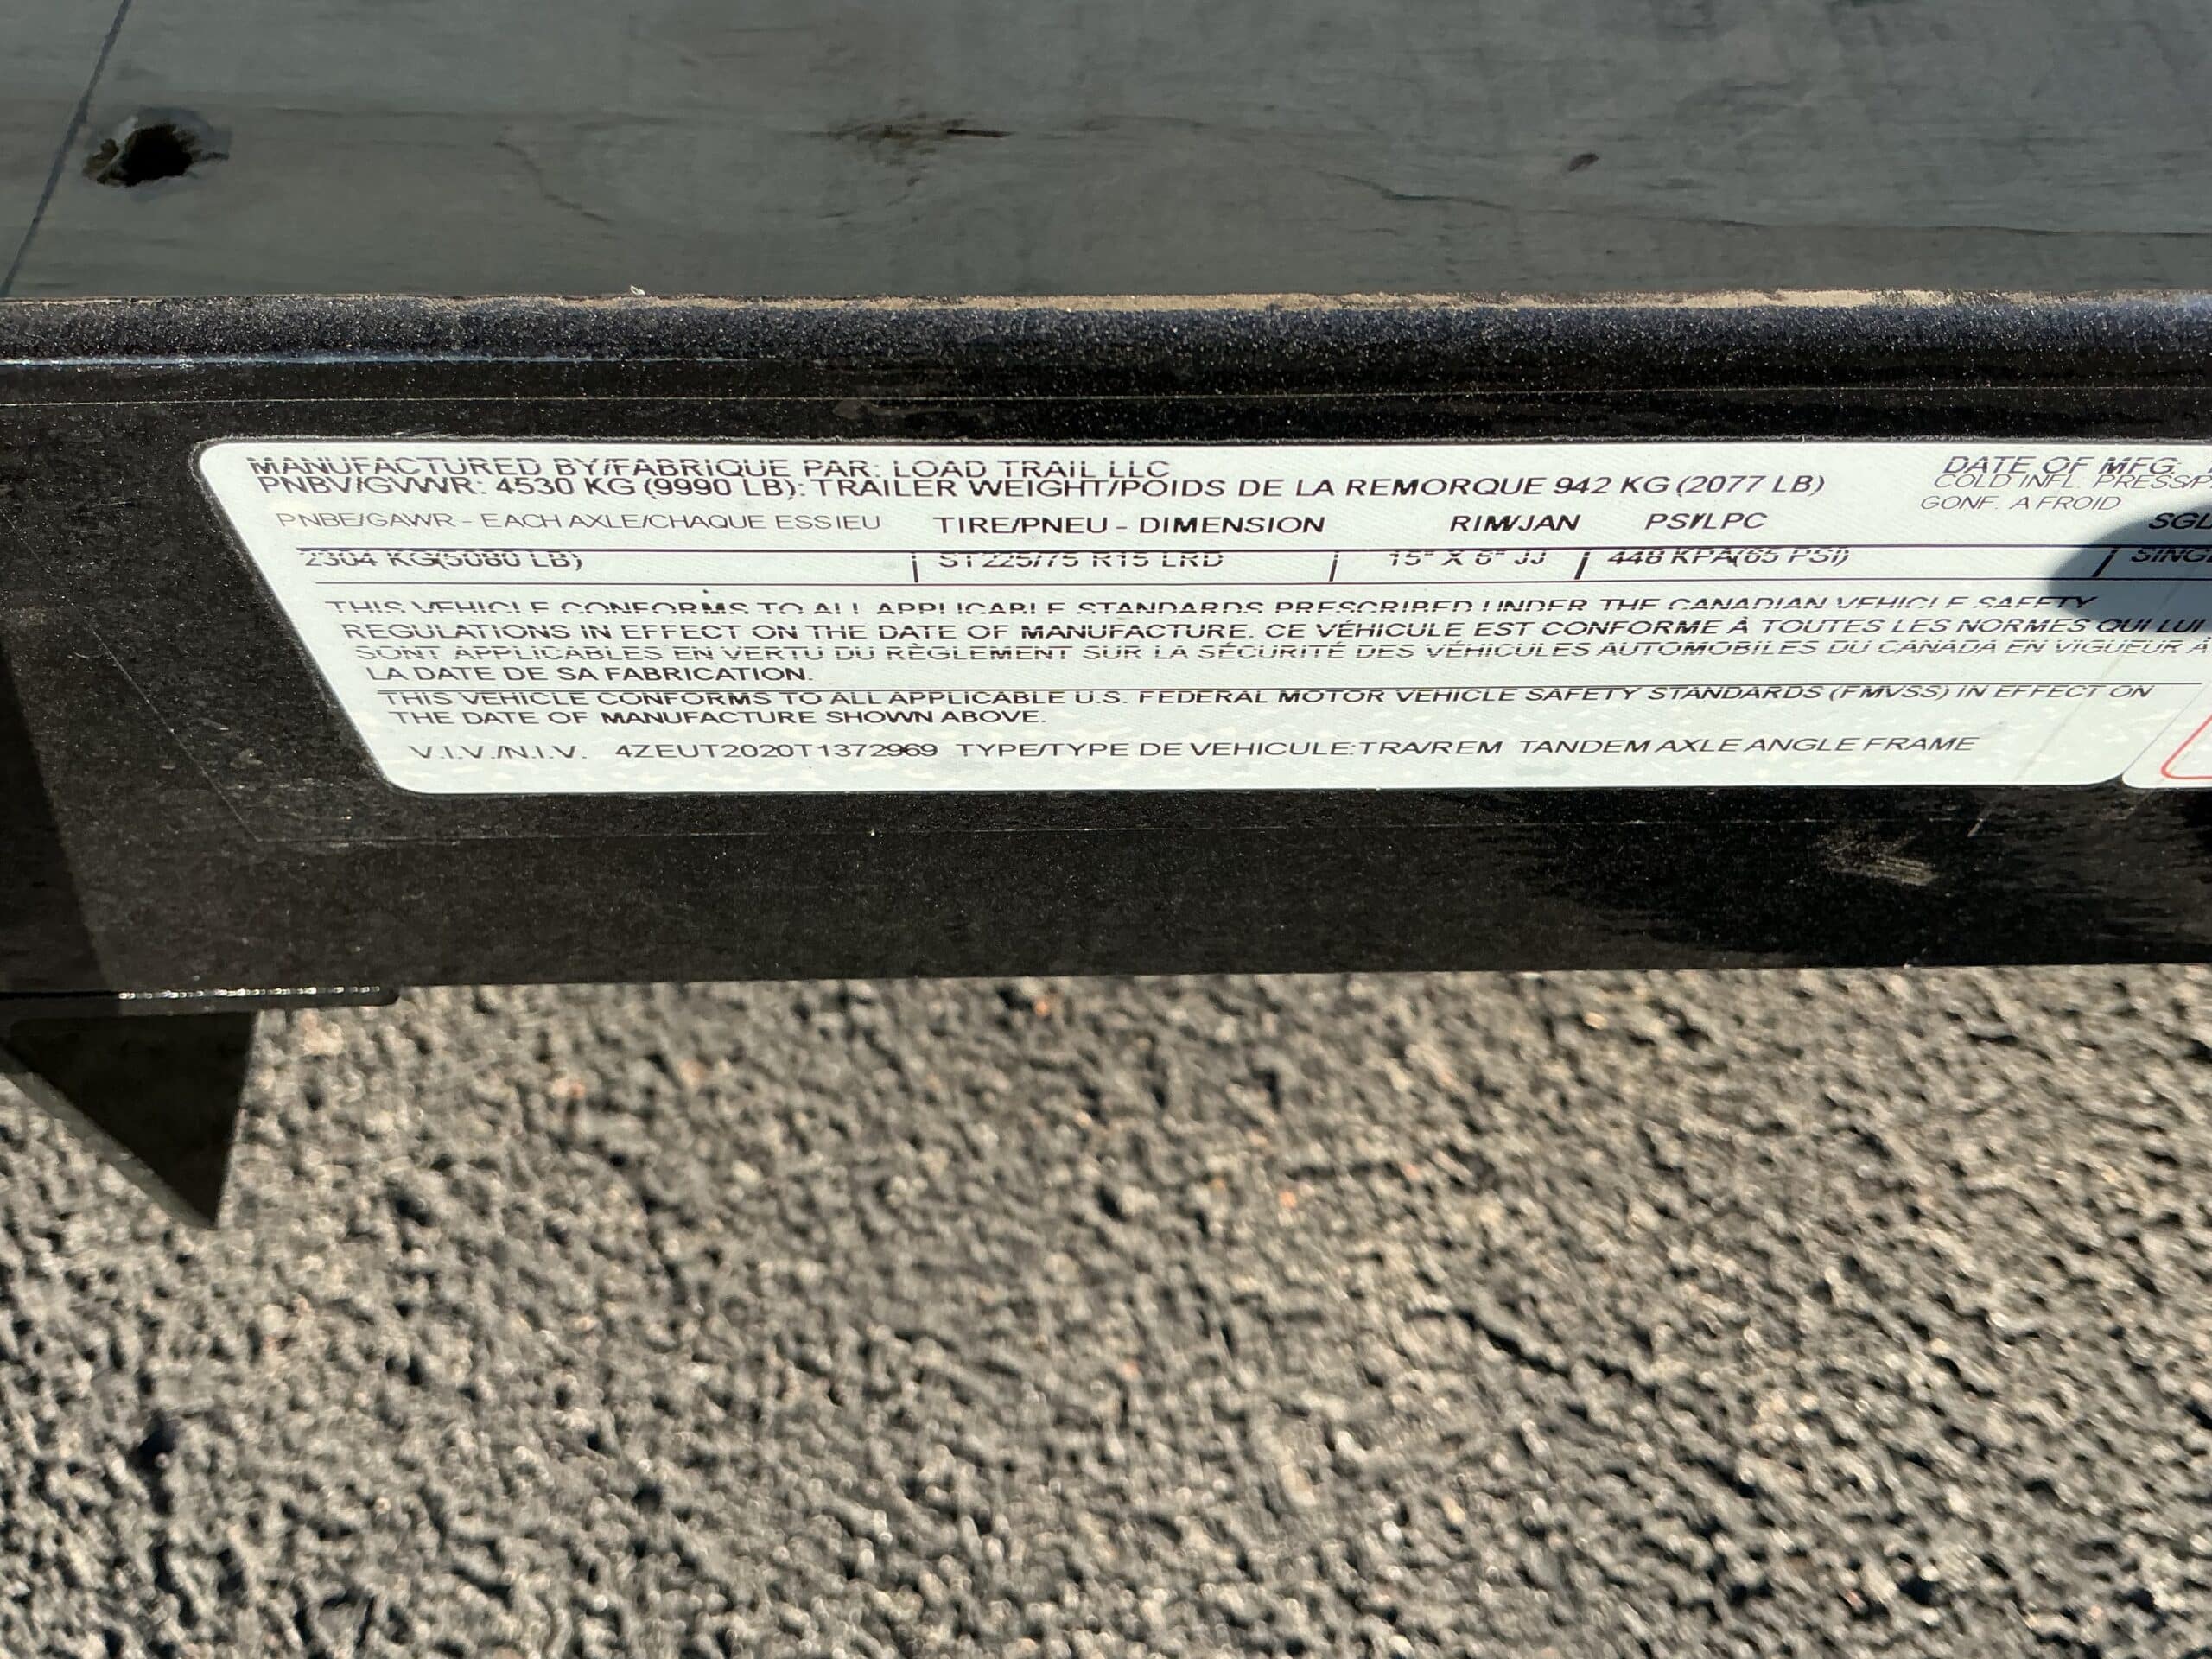 MANUFACTURED BY/FABRIQUE PAR: LOAD TRAIL LLC DATE OF MFG:
PNBV/GVWR: 4530 KG (9990 LB): TRAILER WEIGHT/POIDS DE LA REMORQUE 942 KG (2077 LB) COLD INFL. PRESS/P
GONF. A FROID
PNBE/GAWR - EACH AXLE/CHAQUE ESSIEU TIRE/PNEU - DIMENSION RIM/JAN PSI/LPC SGL
2304 KG(5080 LB) ST225/75 R15 LRD 15" X 6" JJ 448 KPA(65 PSI) SING
THIS VEHICLE CONFORMS TO ALL APPLICABLE STANDARDS PRESCRIBED UNDER THE CANADIAN VEHICLE SAFETY
REGULATIONS IN EFFECT ON THE DATE OF MANUFACTURE. CE VÉHICULE EST CONFORME À TOUTES LES NORMES QUI LUI
SONT APPLICABLES EN VERTU DU RÈGLEMENT SUR LA SÉCURITÉ DES VÉHICULES AUTOMOBILES DU CANADA EN VIGUEUR À
LA DATE DE SA FABRICATION.
THIS VEHICLE CONFORMS TO ALL APPLICABLE U.S. FEDERAL MOTOR VEHICLE SAFETY STANDARDS (FMVSS) IN EFFECT ON
THE DATE OF MANUFACTURE SHOWN ABOVE.
V.I.V./N.I.V. 4ZEUT2020T1372969 TYPE/TYPE DE VEHICULE:TRA/REM TANDEM AXLE ANGLE FRAME